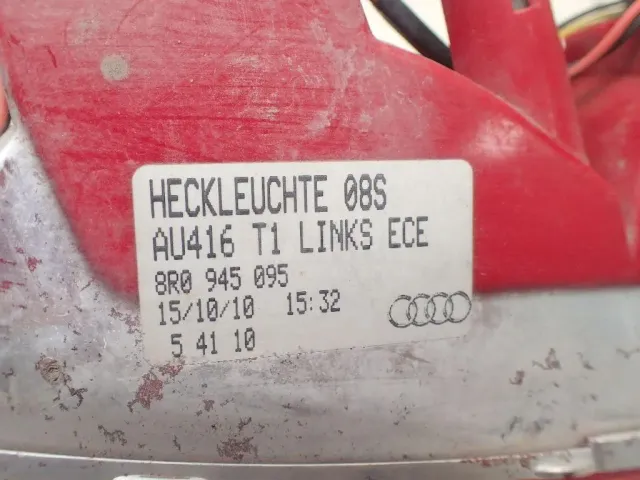 HECKLEUCHTE 08S
AU416 T1 LINKS ECE
8R0 945 095
15/10/10 15:32
5 41 10